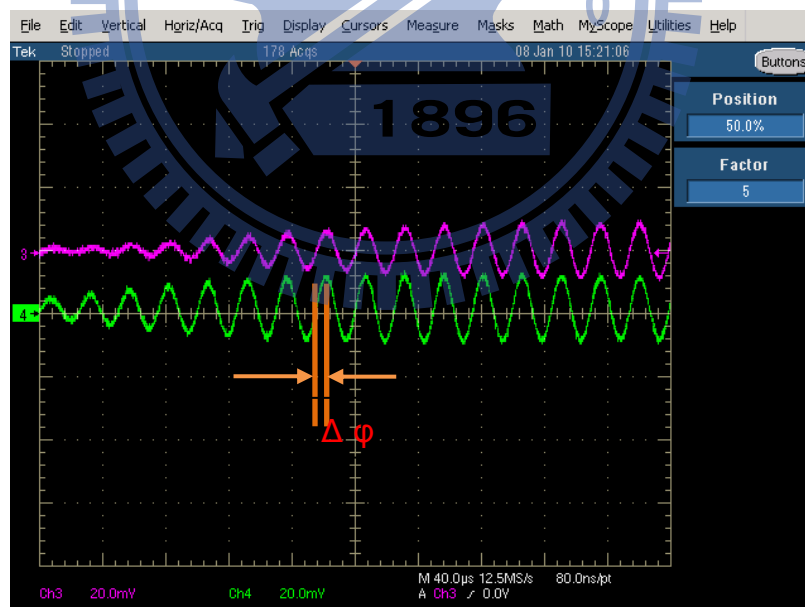 File Edit Vertical Horiz/Acq Trig Display Cursors Measure Masks Math MyScope Utilities Help
Tek Stopped 178 Acqs 08 Jan 10 15:21:06
Buttons
Position
50.0%
1896
Factor
5
3
4
Δ φ
M 40.0µs 12.5MS/s 80.0ns/pt
A Ch3 / 0.0V
Ch3 20.0mV Ch4 20.0mV